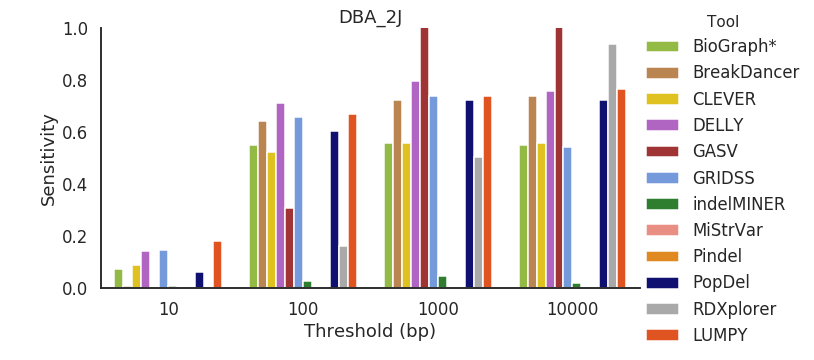 DBA_2J
Sensitivity
1.0
0.8
0.6
0.4
0.2
0.0
10
100
1000
10000
Threshold (bp)
Tool
BioGraph*
BreakDancer
CLEVER
DELLY
GASV
GRIDSS
indelMINER
MiStrVar
Pindel
PopDel
RDXplorer
LUMPY